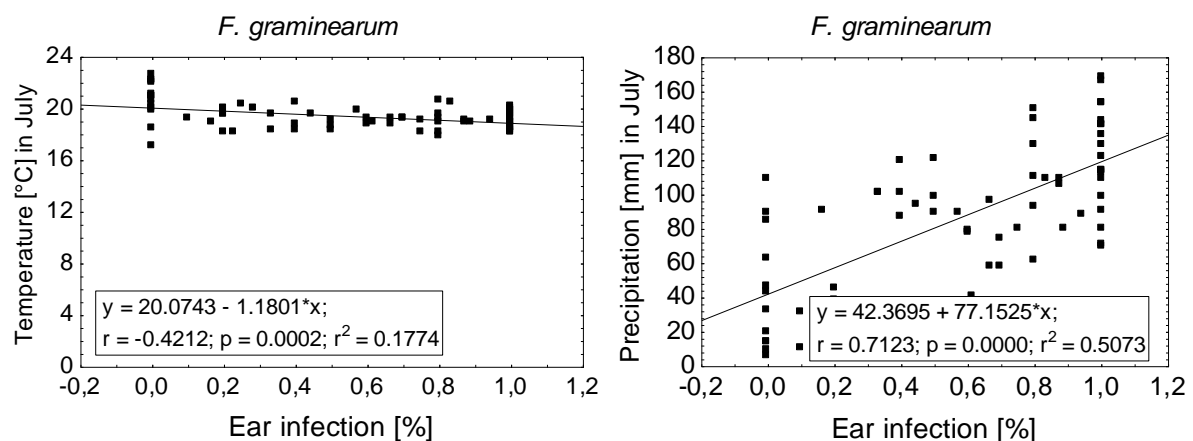 F. graminearum
Temperature [°C] in July
24
20
16
12
8
4
0
y = 20.0743 - 1.1801*x;
r = -0.4212; p = 0.0002; r² = 0.1774
-0,2 0,0 0,2 0,4 0,6 0,8 1,0 1,2
Ear infection [%]
F. graminearum
Precipitation [mm] in July
180
160
140
120
100
80
60
40
20
0
y = 42.3695 + 77.1525*x;
r = 0.7123; p = 0.0000; r² = 0.5073
-0,2 0,0 0,2 0,4 0,6 0,8 1,0 1,2
Ear infection [%]